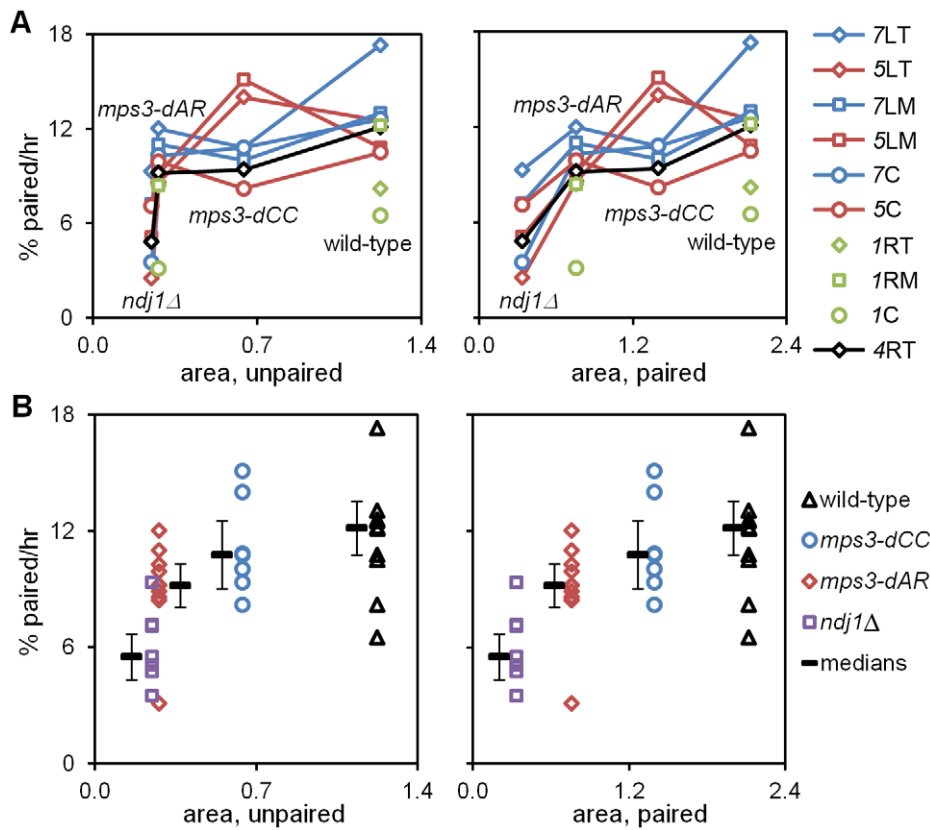 A
18
12
6
0
% paired/hr
mps3-dAR
mps3-dCC
wild-type
ndj1Δ
0.0 0.7 1.4
area, unpaired
mps3-dAR
mps3-dCC
wild-type
ndj1Δ
0.0 1.2 2.4
area, paired
7LT
5LT
7LM
5LM
7C
5C
1RT
1RM
1C
4RT
B
18
12
6
0
% paired/hr
0.0 0.7 1.4
area, unpaired
0.0 1.2 2.4
area, paired
wild-type
mps3-dCC
mps3-dAR
ndj1Δ
medians